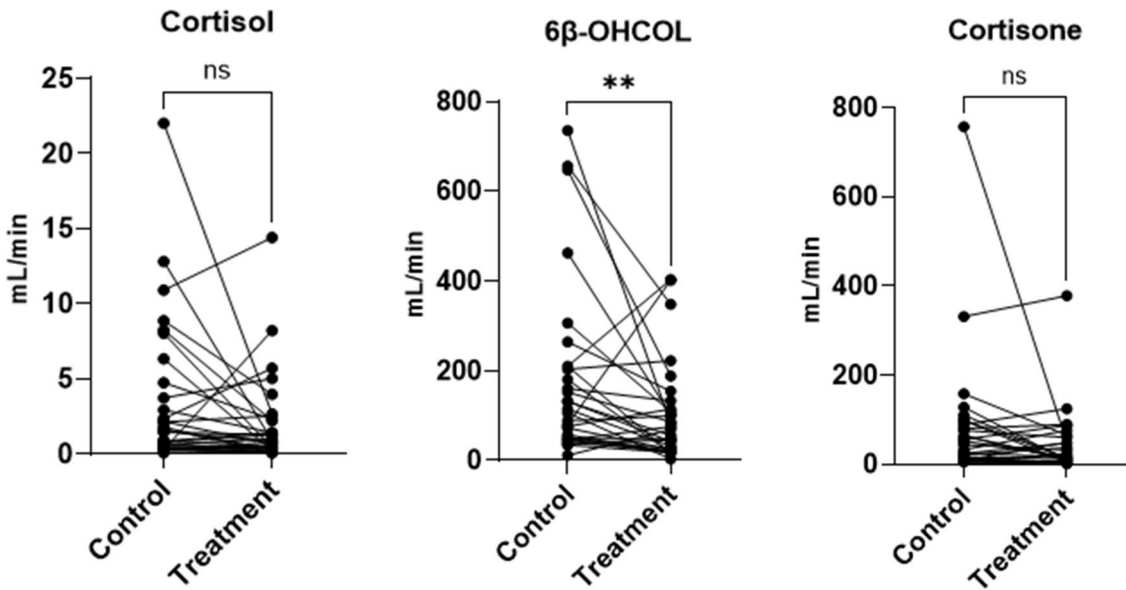 Cortisol
ns
25
20
15
10
5
0
mL/min
Control
Treatment
6β-OHCOL
**
800
600
400
200
0
mL/min
Control
Treatment
Cortisone
ns
800
600
400
200
0
mL/min
Control
Treatment